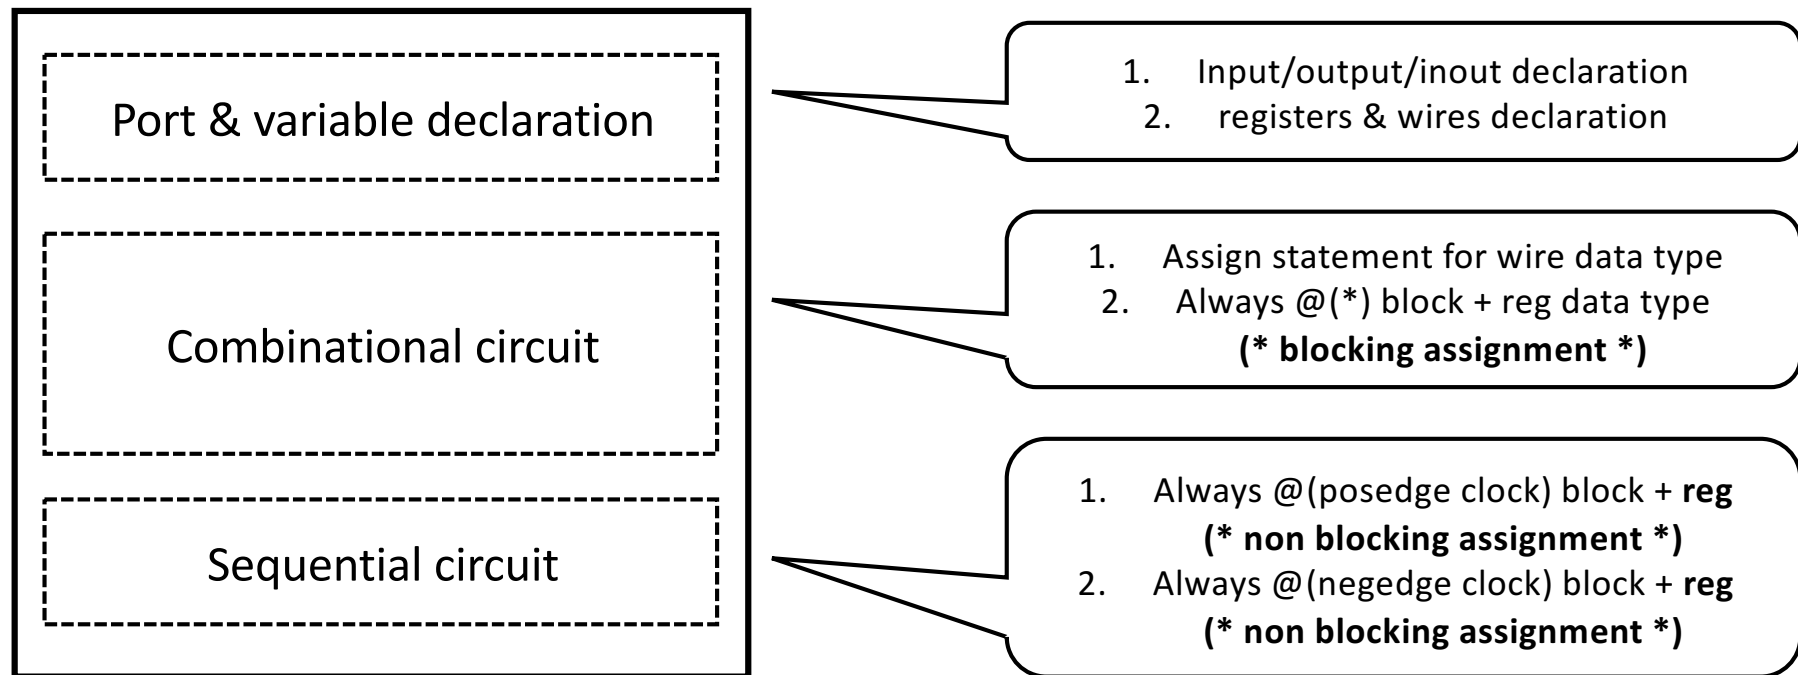 Port & variable declaration
1. Input/output/inout declaration
2. registers & wires declaration
Combinational circuit
1. Assign statement for wire data type
2. Always @(*) block + reg data type
(* blocking assignment *)
Sequential circuit
1. Always @(posedge clock) block + reg
(* non blocking assignment *)
2. Always @(negedge clock) block + reg
(* non blocking assignment *)